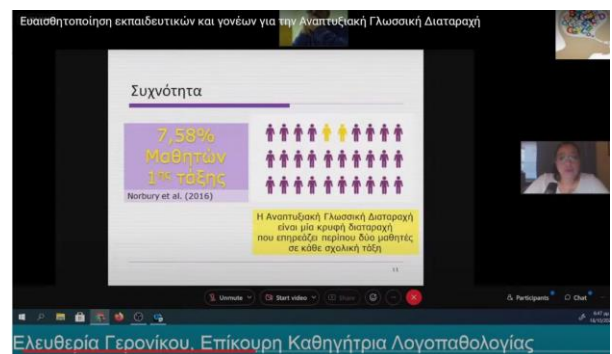 Ευαισθητοποίηση εκπαιδευτικών και γονέων για την Αναπτυξιακή Γλωσσική Διαταραχή
Συχνότητα
7,58%
Μαθητών
1ης τάξης
Norbury et al. (2016)
Η Αναπτυξιακή Γλωσσική Διαταραχή
είναι μία κρυφή διαταραχή
που επηρεάζει περίπου δύο μαθητές
σε κάθε σχολική τάξη
Unmute
Start video
Share
Participants
Chat
Ελευθερία Γερονίκου, Επίκουρη Καθηγήτρια Λογοπαθολογίας